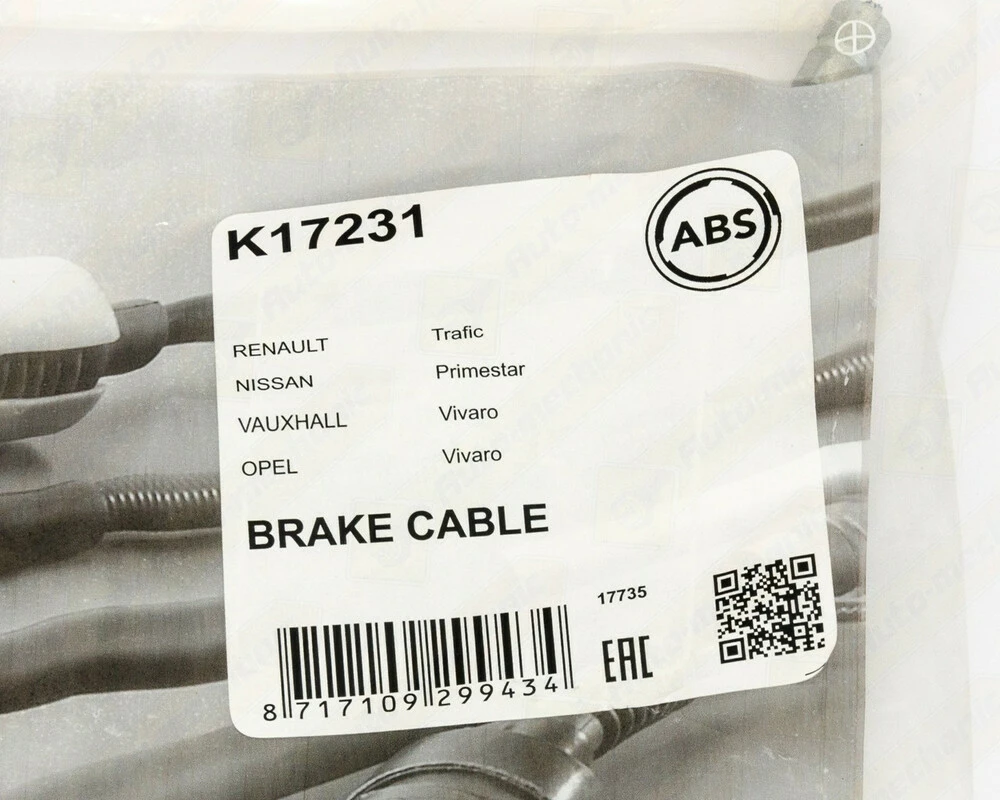 K17231
ABS
RENAULT Trafic
NISSAN Primestar
VAUXHALL Vivaro
OPEL Vivaro
BRAKE CABLE
17735
EAC
8 717109 299434